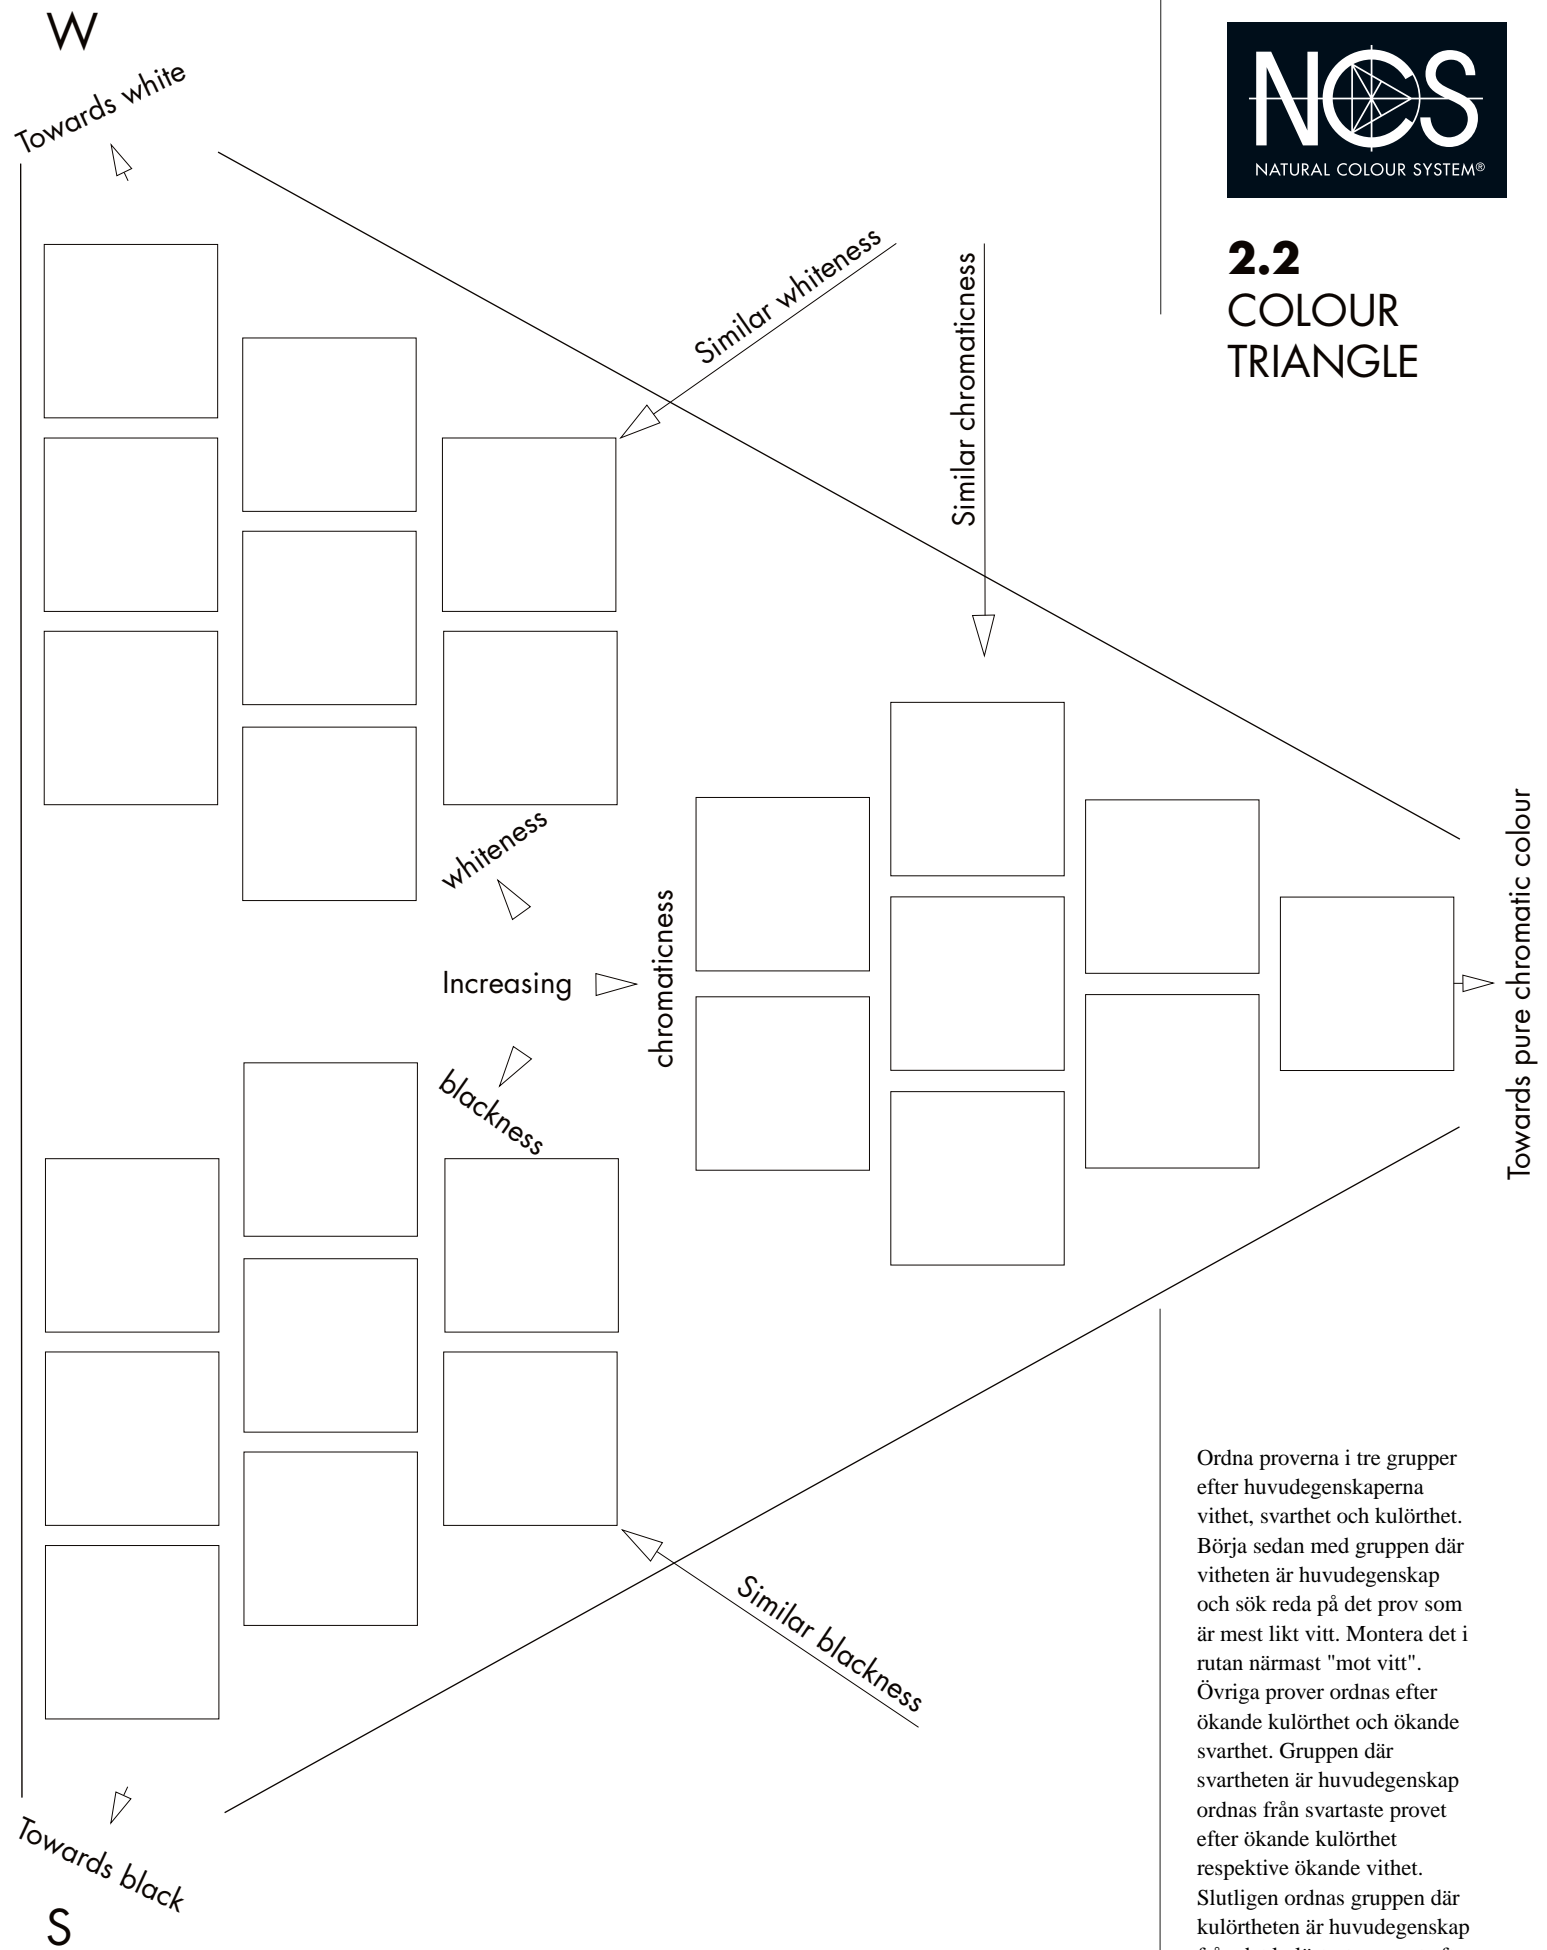 W
Towards white
NCS
NATURAL COLOUR SYSTEM®
2.2
COLOUR
TRIANGLE
Similar whiteness
Similar chromaticness
whiteness
Increasing
chromaticness
blackness
Towards pure chromatic colour
Similar blackness
Towards black
S
Ordna proverna i tre grupper
efter huvudegenskaperna
vithet, svarthet och kulörthet.
Börja sedan med gruppen där
vitheten är huvudegenskap
och sök reda på det prov som
är mest likt vitt. Montera det i
rutan närmast "mot vitt".
Övriga prover ordnas efter
ökande kulörthet och ökande
svarthet. Gruppen där
svartheten är huvudegenskap
ordnas från svartaste provet
efter ökande kulörthet
respektive ökande vithet.
Slutligen ordnas gruppen där
kulörtheten är huvudegenskap